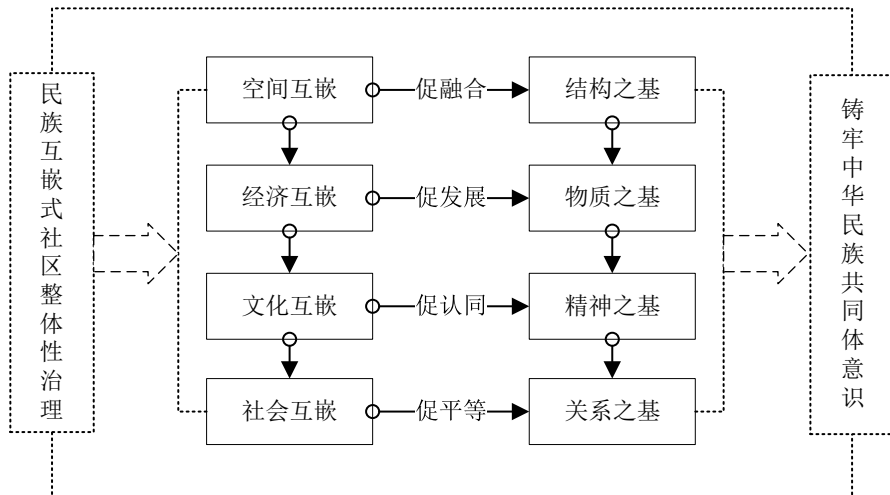 民族互嵌式社区整体性治理
空间互嵌
促融合
结构之基
经济互嵌
促发展
物质之基
文化互嵌
促认同
精神之基
社会互嵌
促平等
关系之基
铸牢中华民族共同体意识